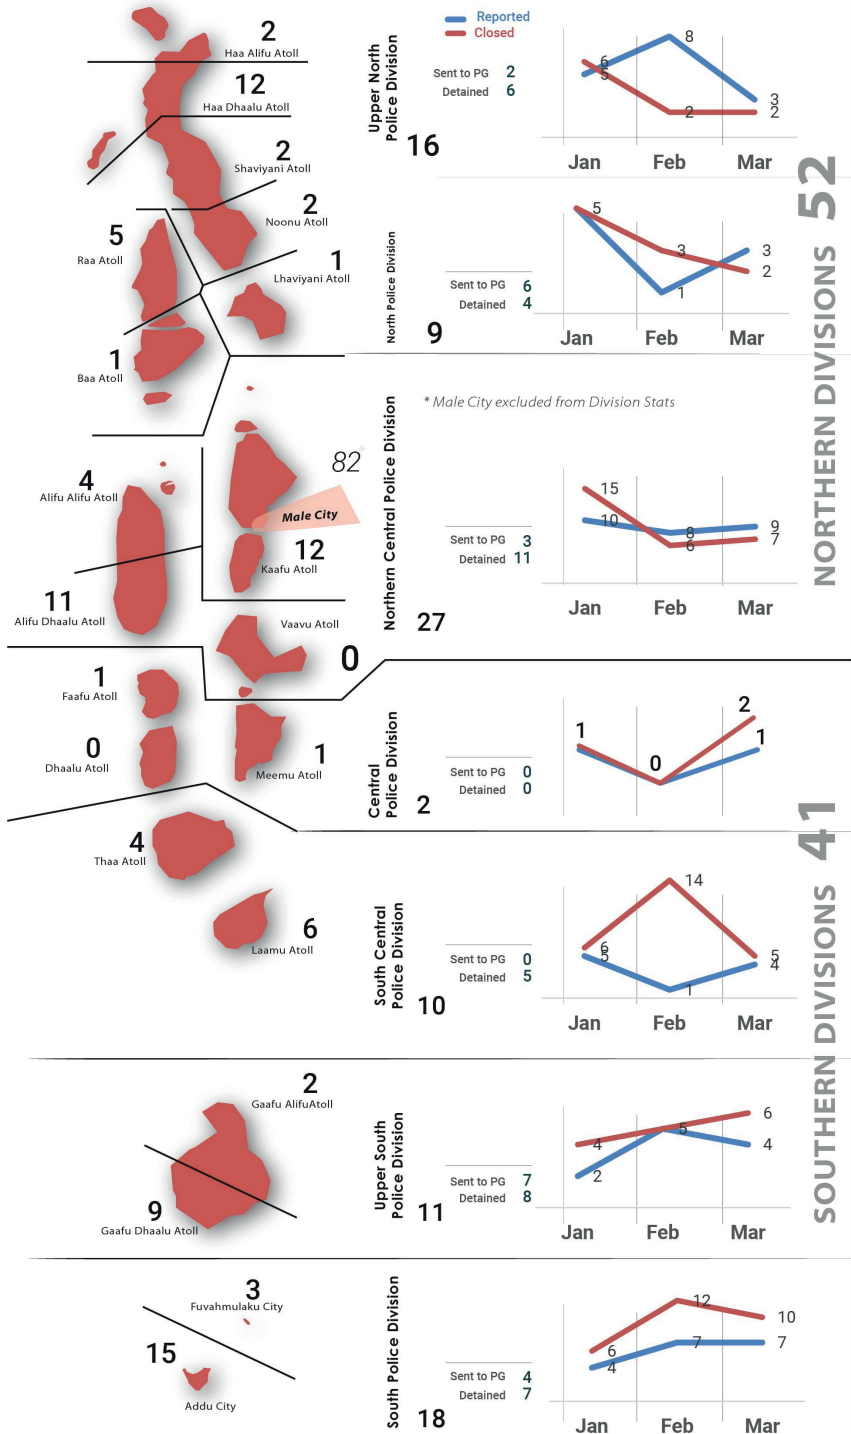 Reported
Closed
2
Haa Alifu Atoll
12
Haa Dhaalu Atoll
2
Shaviyani Atoll
2
Noonu Atoll
Upper North
Police Division
16
Sent to PG 2
Detained 6
6
5
8
2
3
2
Jan Feb Mar
5
Raa Atoll
1
Lhaviyani Atoll
1
Baa Atoll
North Police Division
9
Sent to PG 6
Detained 4
5
3
1
3
2
Jan Feb Mar
NORTHERN DIVISIONS 52
* Male City excluded from Division Stats
82
Male City
4
Alifu Alifu Atoll
12
Kaafu Atoll
11
Alifu Dhaalu Atoll
Vaavu Atoll
0
Northern Central Police Division
27
Sent to PG 3
Detained 11
15
10
8
6
9
7
Jan Feb Mar
1
Faafu Atoll
0
Dhaalu Atoll
1
Meemu Atoll
Central
Police Division
2
Sent to PG 0
Detained 0
1
0
2
1
4
Thaa Atoll
6
Laamu Atoll
South Central
Police Division
10
Sent to PG 0
Detained 5
6
5
14
1
5
4
Jan Feb Mar
SOUTHERN DIVISIONS 41
2
Gaafu AlifuAtoll
9
Gaafu Dhaalu Atoll
Upper South
Police Division
11
Sent to PG 7
Detained 8
4
2
5
6
4
Jan Feb Mar
3
Fuvahmulaku City
15
Addu City
South Police Division
18
Sent to PG 4
Detained 7
6
4
12
7
10
7
Jan Feb Mar